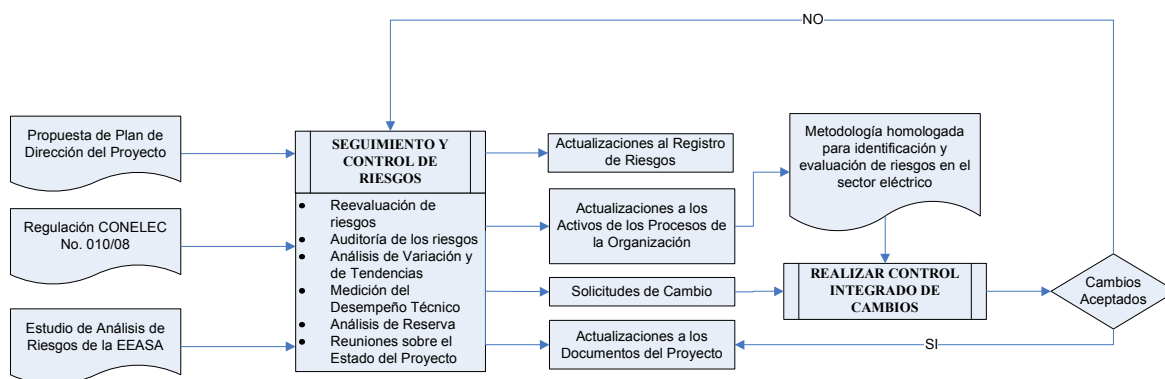 NO
Propuesta de Plan de
Dirección del Proyecto
Regulación CONELEC
No. 010/08
Estudio de Análisis de
Riesgos de la EEASA
SEGUIMIENTO Y
CONTROL DE
RIESGOS
• Reevaluación de
riesgos
• Auditoría de los riesgos
• Análisis de Variación y
de Tendencias
• Medición del
Desempeño Técnico
• Análisis de Reserva
• Reuniones sobre el
Estado del Proyecto
Actualizaciones al Registro
de Riesgos
Actualizaciones a los
Activos de los Procesos de
la Organización
Solicitudes de Cambio
Actualizaciones a los
Documentos del Proyecto
Metodología homologada
para identificación y
evaluación de riesgos en el
sector eléctrico
REALIZAR CONTROL
INTEGRADO DE
CAMBIOS
Cambios
Aceptados
SI